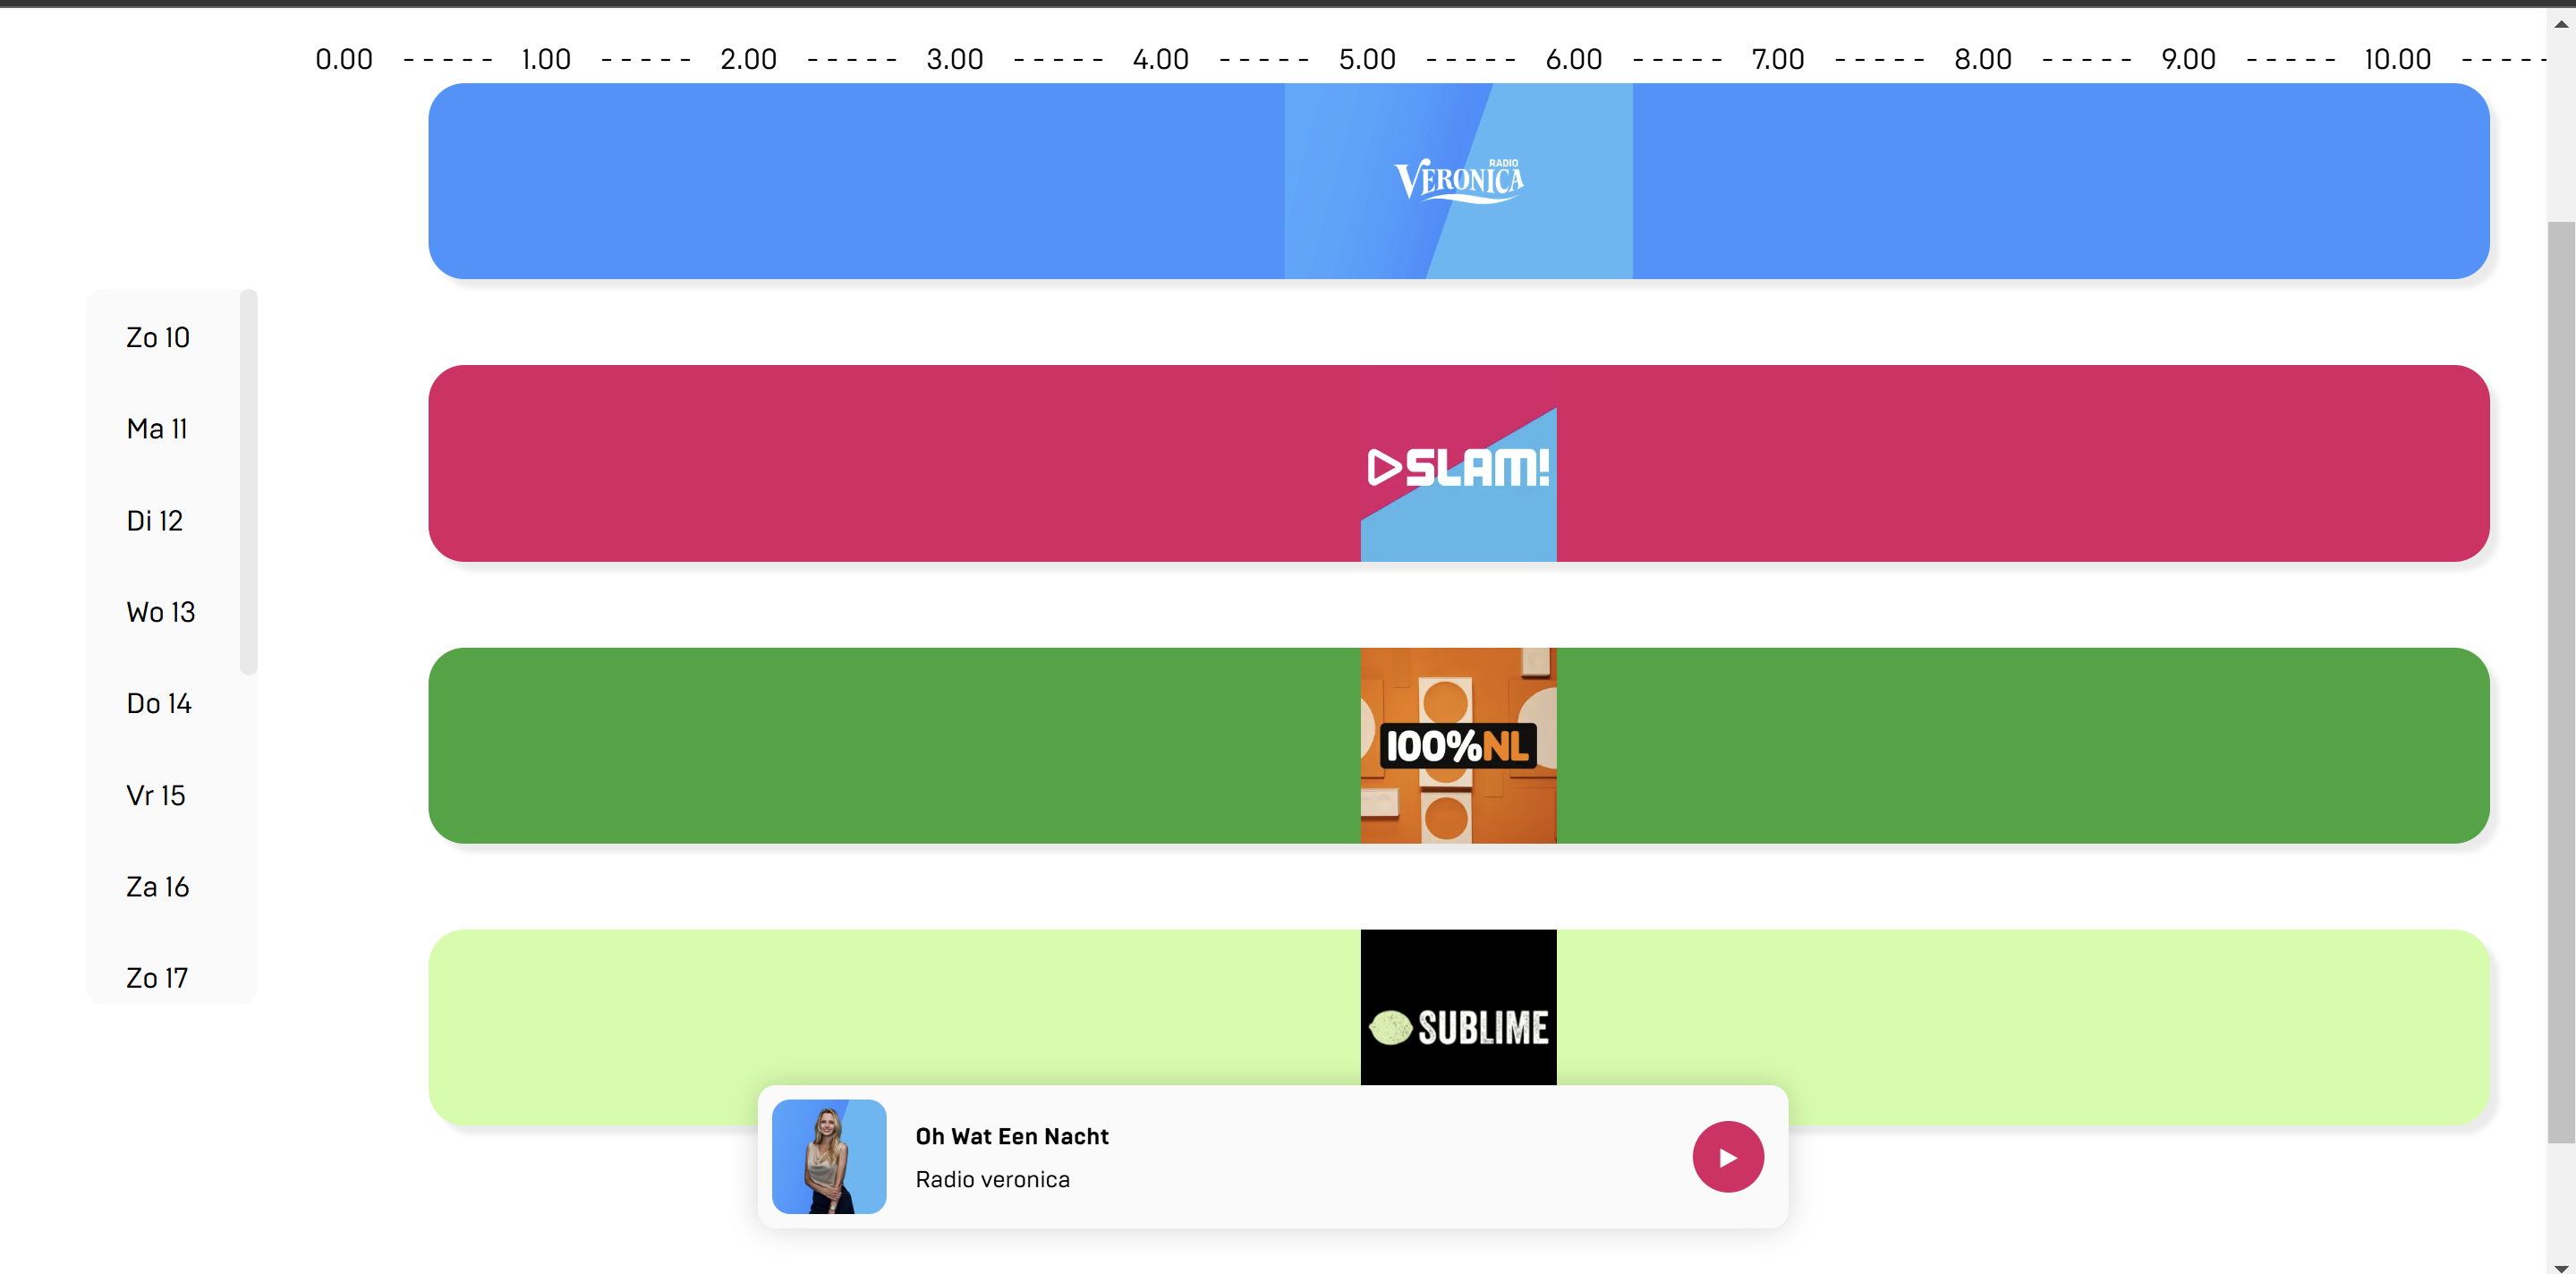 0.00 ----- 1.00 ----- 2.00 ----- 3.00 ----- 4.00 ----- 5.00 ----- 6.00 ----- 7.00 ----- 8.00 ----- 9.00 ----- 10.00 -----
RADIO
VERONICA
Zo 10
Ma 11
Di 12
Wo 13
Do 14
Vr 15
Za 16
Zo 17
SLAM!
100%NL
SUBLIME
Oh Wat Een Nacht
Radio veronica